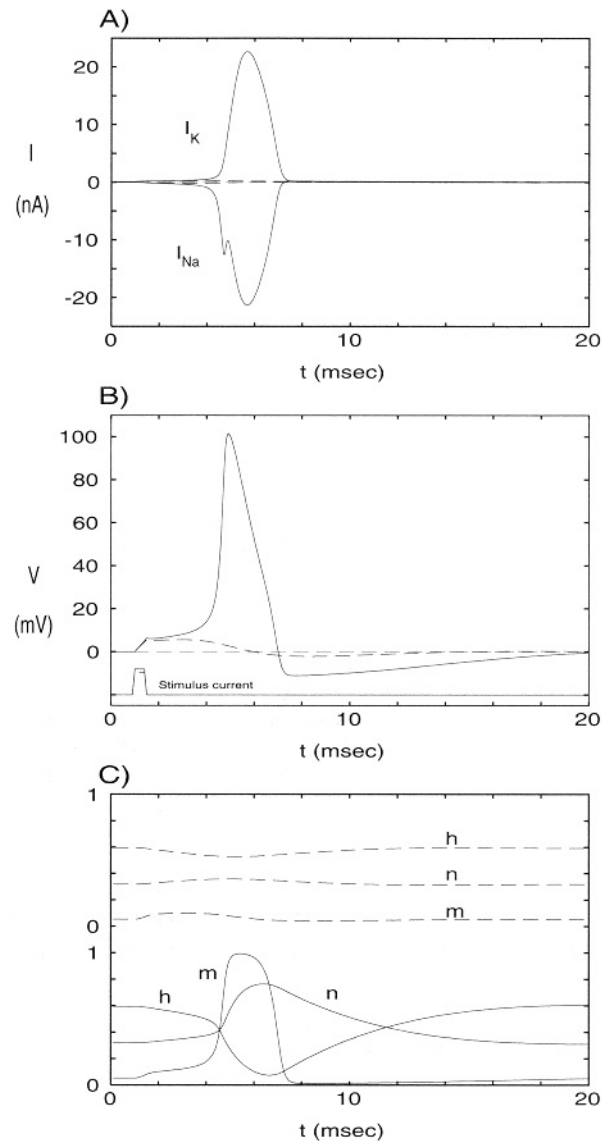 A)
20
10
0
-10
-20
I
(nA)
I_K
I_Na
0 10 20
t (msec)
B)
100
80
60
40
20
0
V
(mV)
Stimulus current
0 10 20
t (msec)
C)
1
h
n
m
0
1
h m n
0
0 10 20
t (msec)